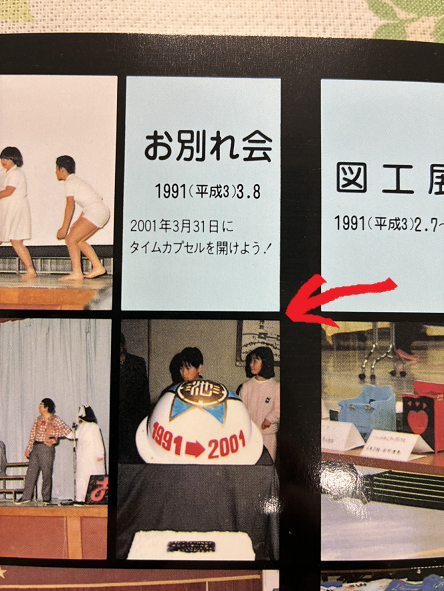 お別れ会
1991(平成3)3.8
2001年3月31日に
タイムカプセルを開けよう!
図工展
1991(平成3)2.7~
池
1991➡2001
お